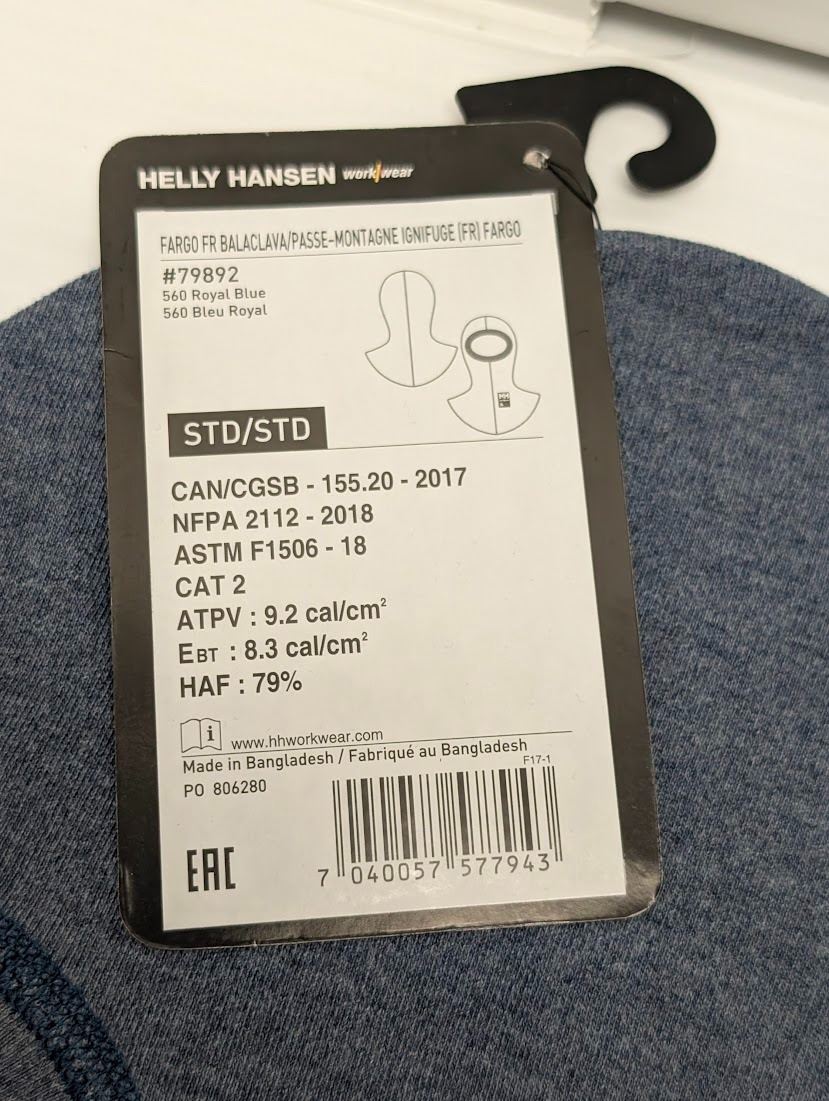 HELLY HANSEN work wear
FARGO FR BALACLAVA/PASSE-MONTAGNE IGNIFUGE (FR) FARGO
#79892
560 Royal Blue
560 Bleu Royal
STD/STD
CAN/CGSB - 155.20 - 2017
NFPA 2112 - 2018
ASTM F1506 - 18
CAT 2
ATPV : 9.2 cal/cm²
EBT : 8.3 cal/cm²
HAF : 79%
i www.hhworkwear.com
Made in Bangladesh / Fabriqué au Bangladesh
F17-1
PO 806280
EAC
7 040057 577943